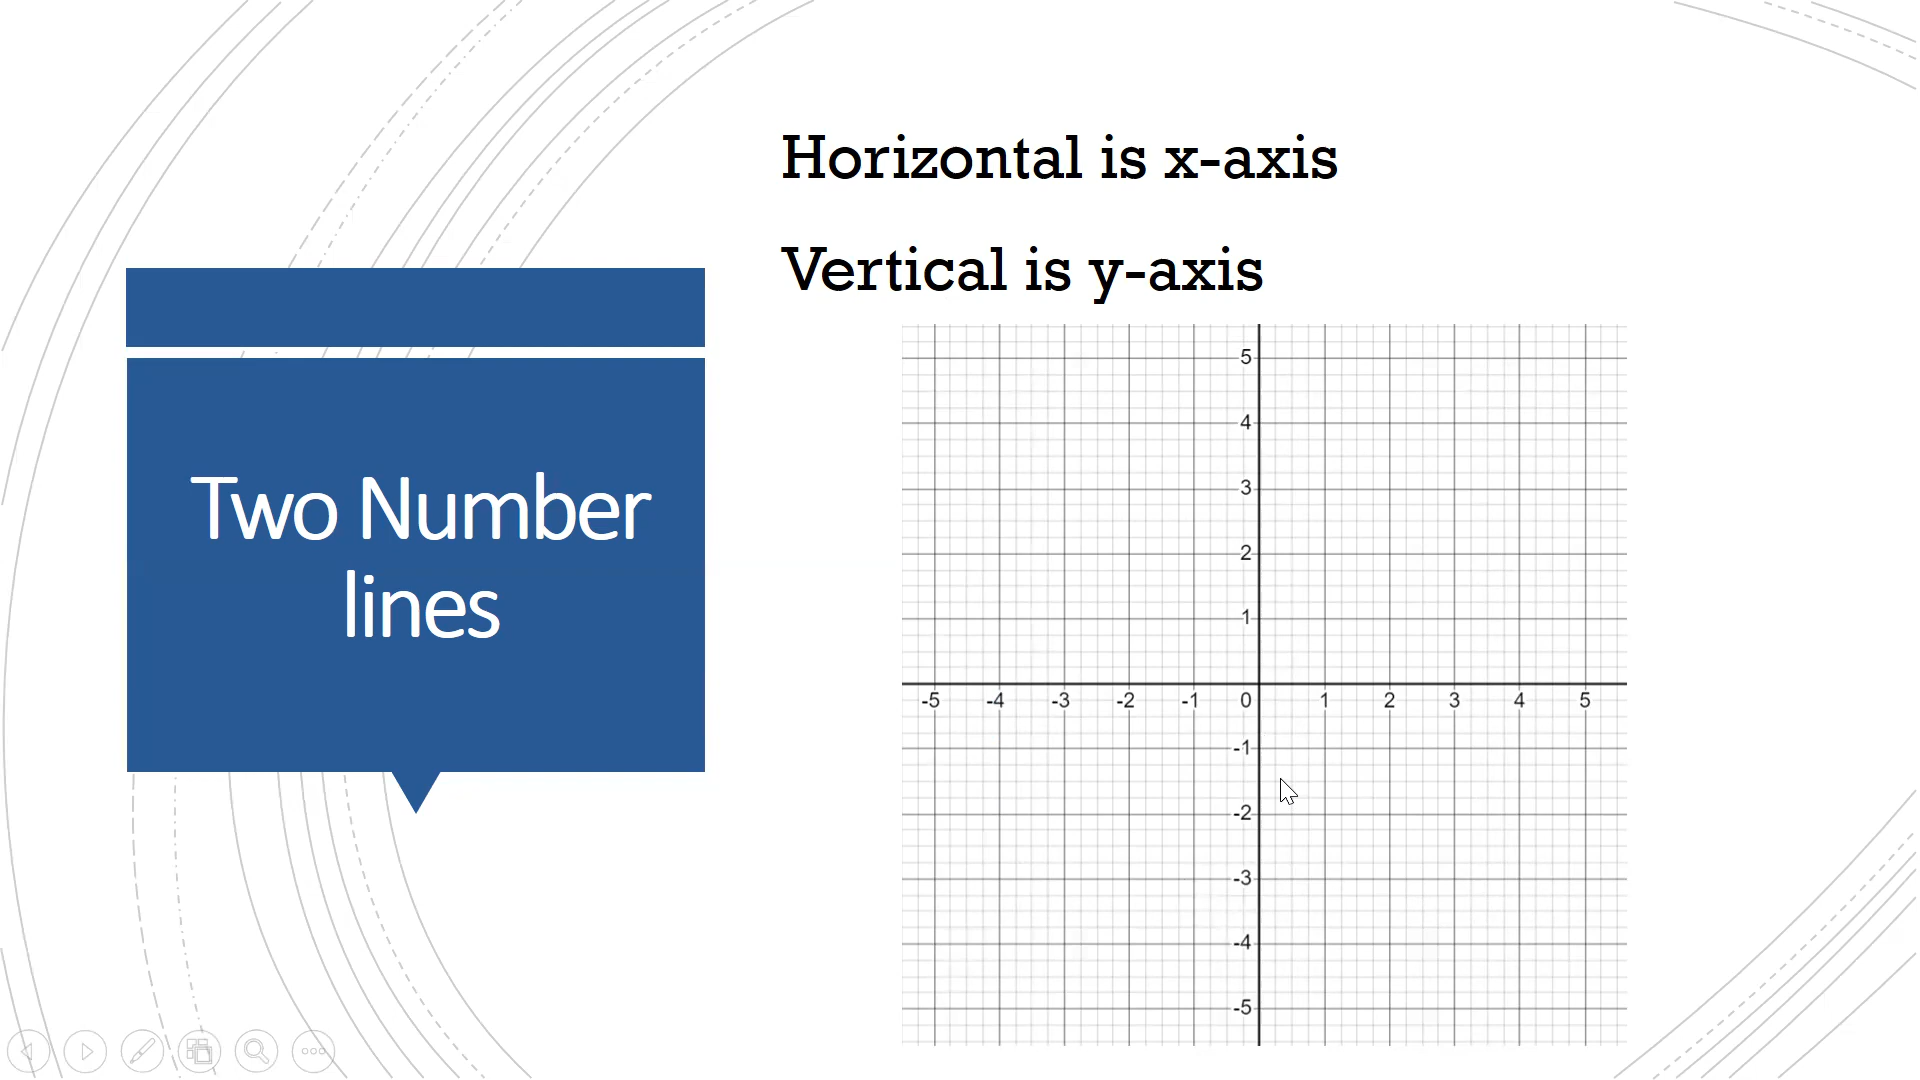 Horizontal is x-axis
Vertical is y-axis
Two Number
lines
5
4
3
2
1
-5 -4 -3 -2 -1 0 1 2 3 4 5
-1
-2
-3
-4
-5